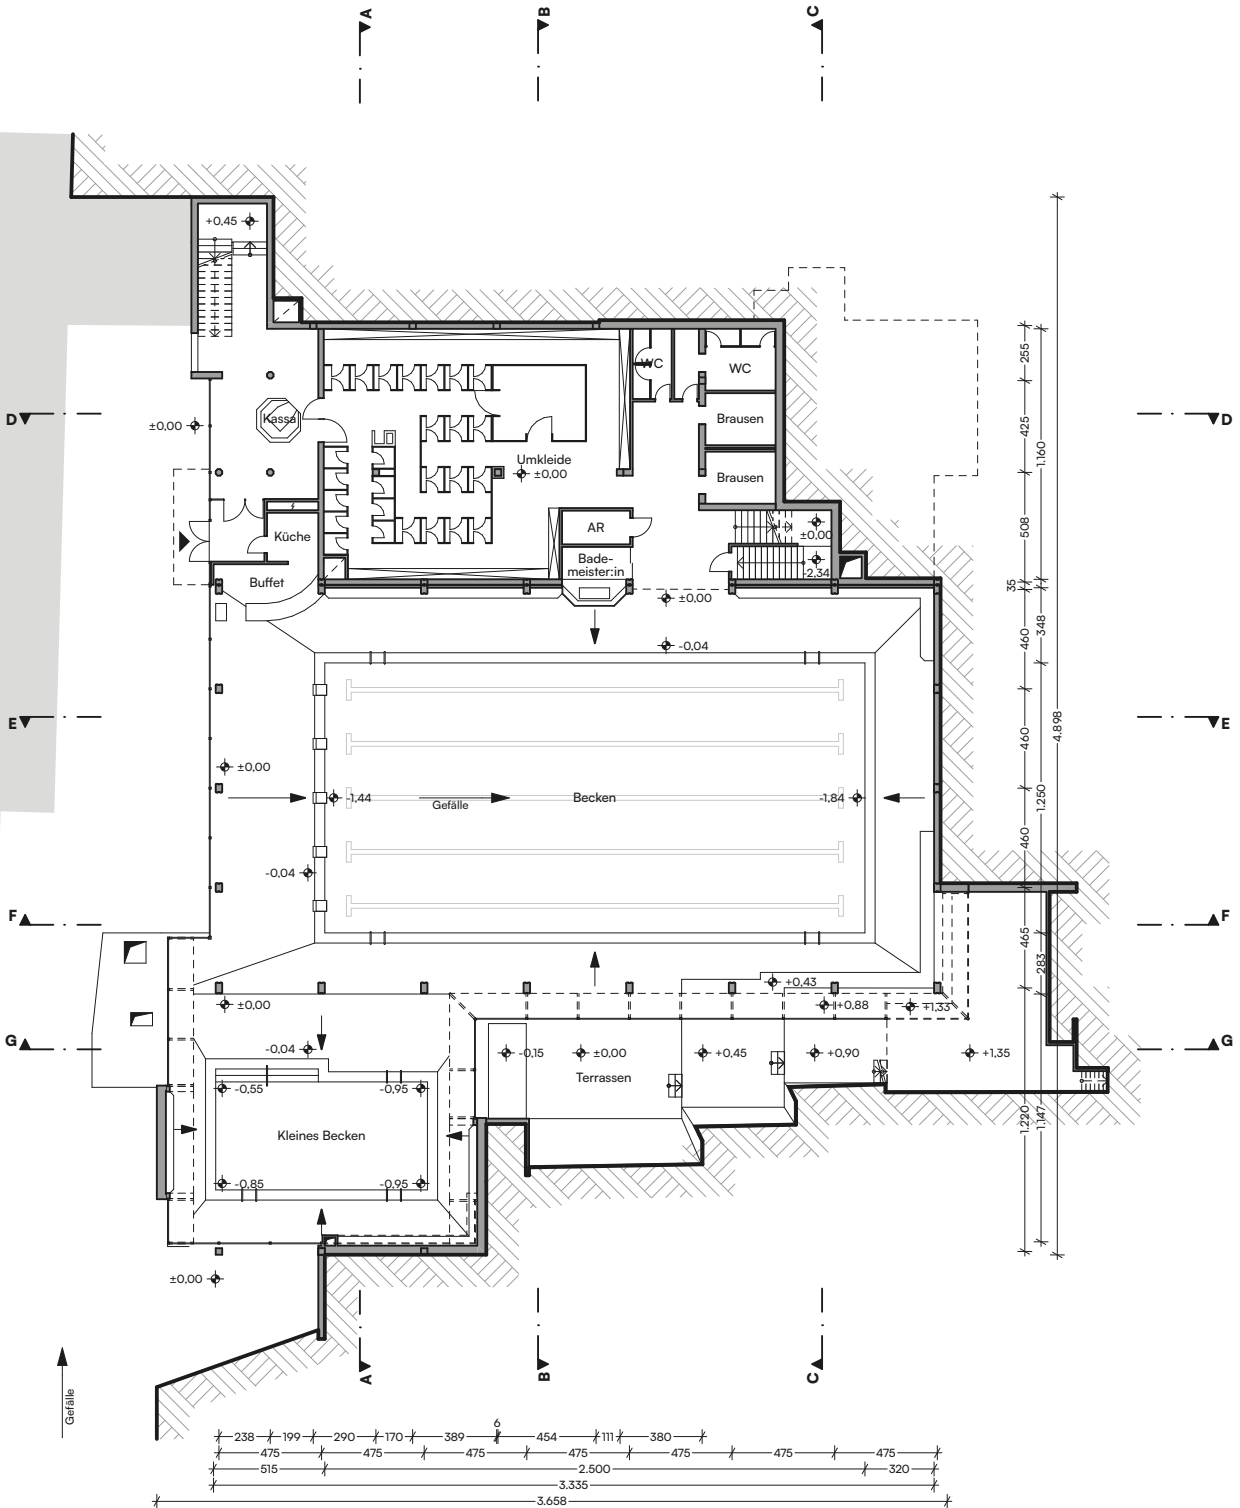 A
B
C
+0,45
255
WC
WC
D
±0,00
Kassa
Brausen
425
1.160
D
Umkleide
±0,00
Brausen
Küche
AR
±0,00
508
Buffet
Bade-
meister:in
-2,34
35
±0,00
-0,04
460
348
E
460
4.898
E
±0,00
-1,44
Gefälle
Becken
-1,84
1.250
-0,04
460
F
465
F
283
±0,00
+0,43
+0,88
+1,33
G
-0,04
-0,15
±0,00
+0,45
+0,90
+1,35
G
Terrassen
-0,55
-0,95
1.220
1.147
Kleines Becken
-0,85
-0,95
±0,00
A
B
C
Gefälle
6
238
199
290
170
389
454
111
380
475
475
475
475
475
475
475
515
2.500
320
3.335
3.658